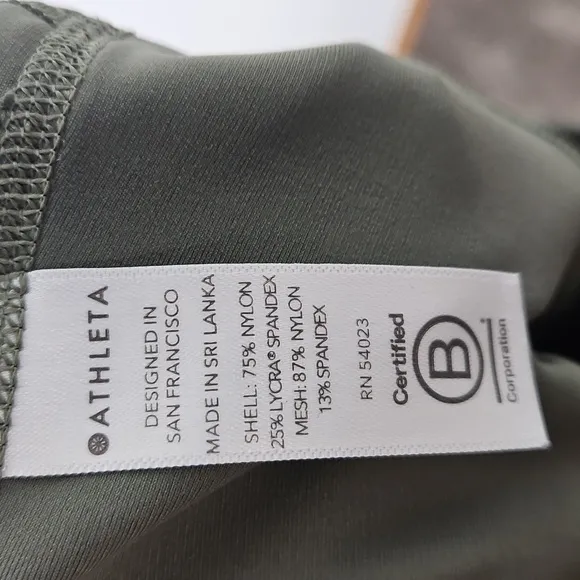 ATHLETA
DESIGNED IN
SAN FRANCISCO
MADE IN SRI LANKA
SHELL: 75% NYLON
25% LYCRA® SPANDEX
MESH: 87% NYLON
13% SPANDEX
RN 54023
Certified
B
Corporation